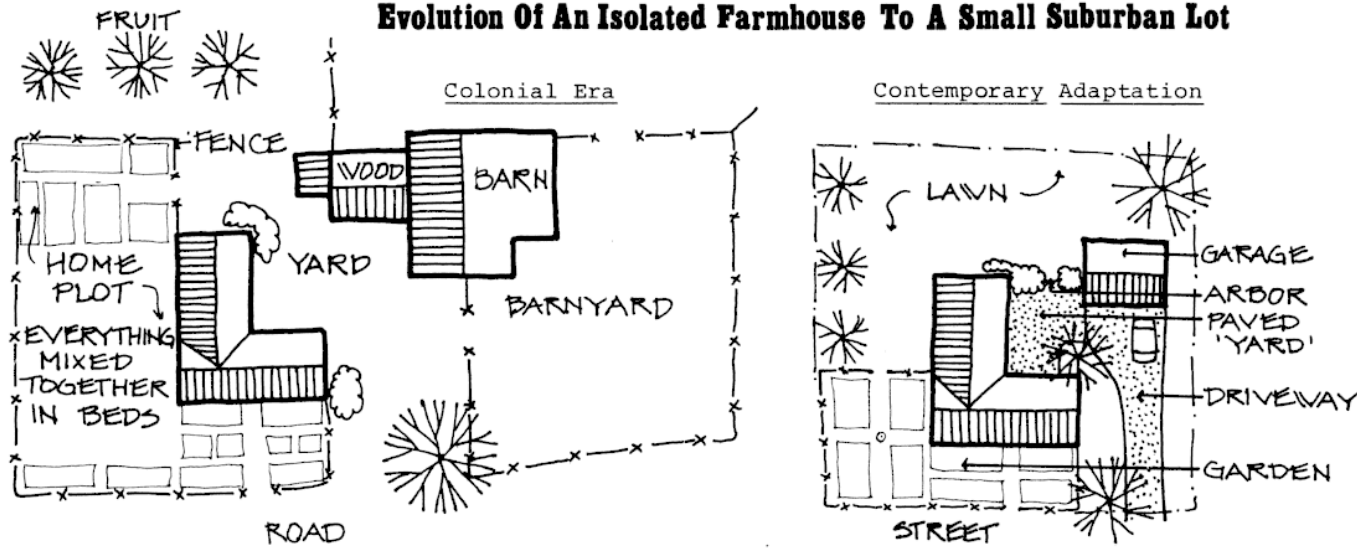 Evolution Of An Isolated Farmhouse To A Small Suburban Lot
Colonial Era
FRUIT
FENCE
WOOD
BARN
HOME
PLOT
YARD
BARNYARD
EVERYTHING
MIXED
TOGETHER
IN BEDS
ROAD
Contemporary Adaptation
LAWN
GARAGE
ARBOR
PAVED
'YARD'
DRIVEWAY
GARDEN
STREET